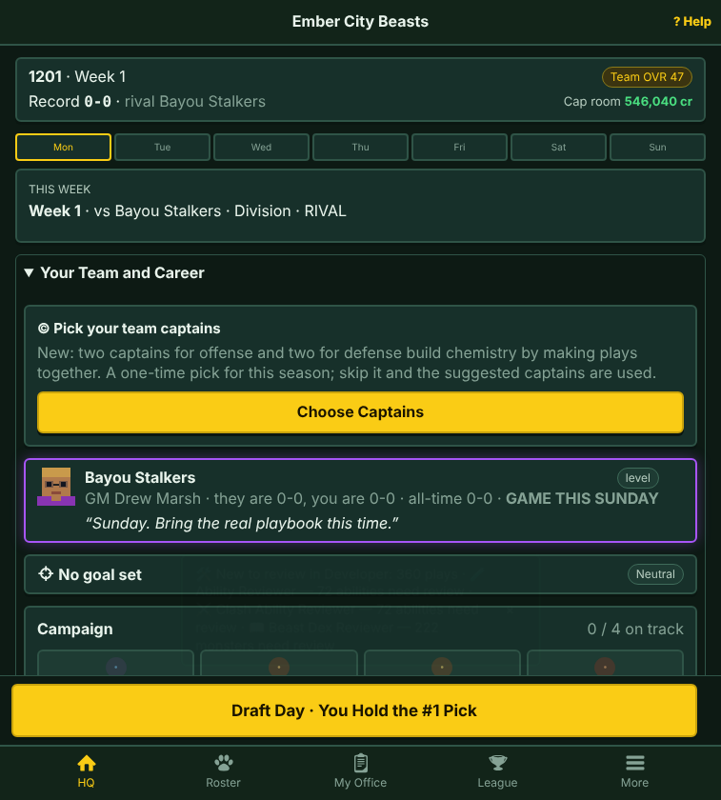 Ember City Beasts
? Help
1201 · Week 1
Team OVR 47
Record 0-0 · rival Bayou Stalkers
Cap room 546,040 cr
Mon
Tue
Wed
Thu
Fri
Sat
Sun
THIS WEEK
Week 1 · vs Bayou Stalkers · Division · RIVAL
▼ Your Team and Career
© Pick your team captains
New: two captains for offense and two for defense build chemistry by making plays
together. A one-time pick for this season; skip it and the suggested captains are used.
Choose Captains
Bayou Stalkers
level
GM Drew Marsh · they are 0-0, you are 0-0 · all-time 0-0 · GAME THIS SUNDAY
“Sunday. Bring the real playbook this time.”
No goal set
Neutral
Campaign
0 / 4 on track
Draft Day · You Hold the #1 Pick
HQ
Roster
My Office
League
More